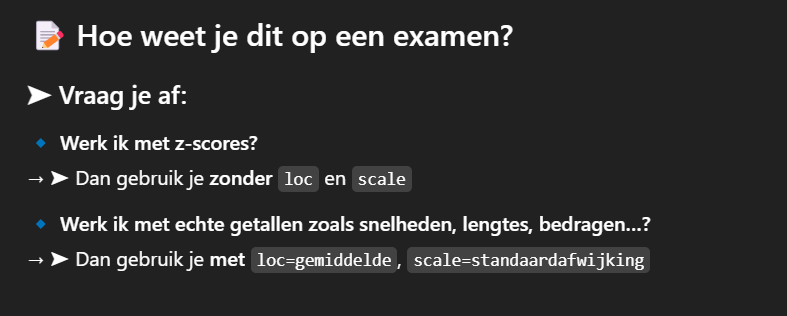 📝 Hoe weet je dit op een examen?
➤ Vraag je af:
🔹 Werk ik met z-scores?
→ ➤ Dan gebruik je zonder loc en scale
🔹 Werk ik met echte getallen zoals snelheden, lengtes, bedragen...?
→ ➤ Dan gebruik je met loc=gemiddelde, scale=standaardafwijking